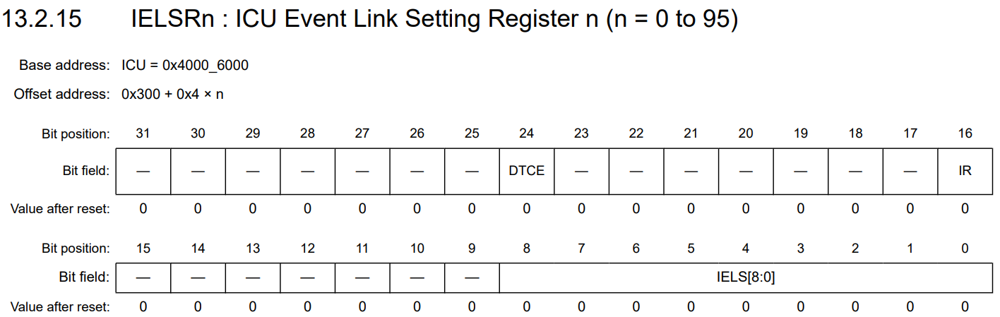 13.2.15 IELSRn : ICU Event Link Setting Register n (n = 0 to 95)
Base address: ICU = 0x4000_6000
Offset address: 0x300 + 0x4 × n
Bit position: 31 30 29 28 27 26 25 24 23 22 21 20 19 18 17 16
Bit field: — — — — — — — DTCE — — — — — — — IR
Value after reset: 0 0 0 0 0 0 0 0 0 0 0 0 0 0 0 0
Bit position: 15 14 13 12 11 10 9 8 7 6 5 4 3 2 1 0
Bit field: — — — — — — — IELS[8:0]
Value after reset: 0 0 0 0 0 0 0 0 0 0 0 0 0 0 0 0